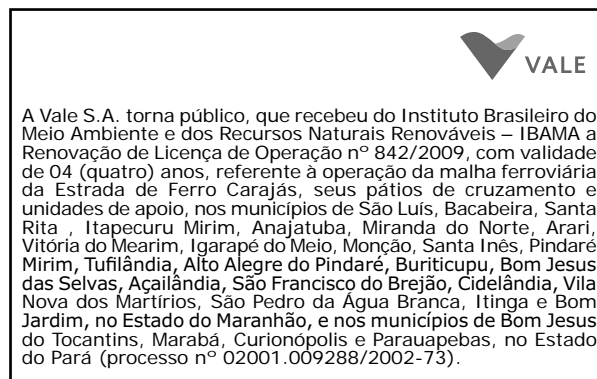 VALE
A Vale S.A. torna público, que recebeu do Instituto Brasileiro do
Meio Ambiente e dos Recursos Naturais Renováveis – IBAMA a
Renovação de Licença de Operação nº 842/2009, com validade
de 04 (quatro) anos, referente à operação da malha ferroviária
da Estrada de Ferro Carajás, seus pátios de cruzamento e
unidades de apoio, nos municípios de São Luís, Bacabeira, Santa
Rita , Itapecuru Mirim, Anajatuba, Miranda do Norte, Arari,
Vitória do Mearim, Igarapé do Meio, Monção, Santa Inês, Pindaré
Mirim, Tufilândia, Alto Alegre do Pindaré, Buriticupu, Bom Jesus
das Selvas, Açailândia, São Francisco do Brejão, Cidelândia, Vila
Nova dos Martírios, São Pedro da Água Branca, Itinga e Bom
Jardim, no Estado do Maranhão, e nos municípios de Bom Jesus
do Tocantins, Marabá, Curionópolis e Parauapebas, no Estado
do Pará (processo nº 02001.009288/2002-73).